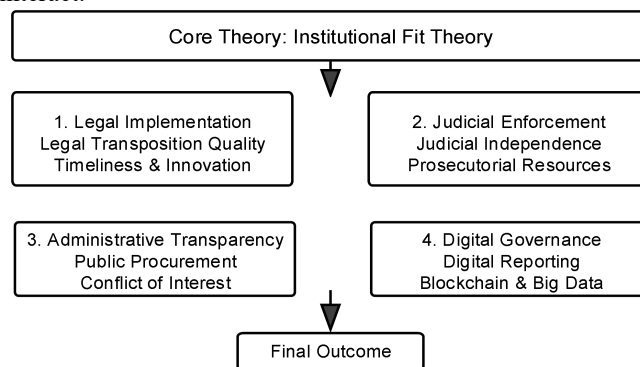 Core Theory: Institutional Fit Theory
1. Legal Implementation
Legal Transposition Quality
Timeliness & Innovation
2. Judicial Enforcement
Judicial Independence
Prosecutorial Resources
3. Administrative Transparency
Public Procurement
Conflict of Interest
4. Digital Governance
Digital Reporting
Blockchain & Big Data
Final Outcome